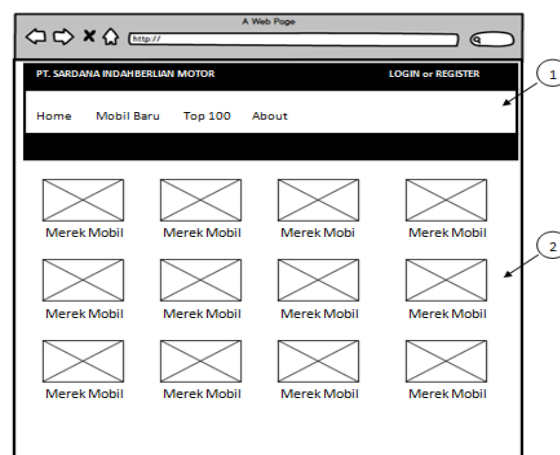 A Web Page
http://
PT. SARDANA INDAHBERLIAN MOTOR LOGIN or REGISTER
1
Home Mobil Baru Top 100 About
Merek Mobil Merek Mobil Merek Mobi Merek Mobil
2
Merek Mobil Merek Mobil Merek Mobil Merek Mobil
Merek Mobil Merek Mobil Merek Mobil Merek Mobil